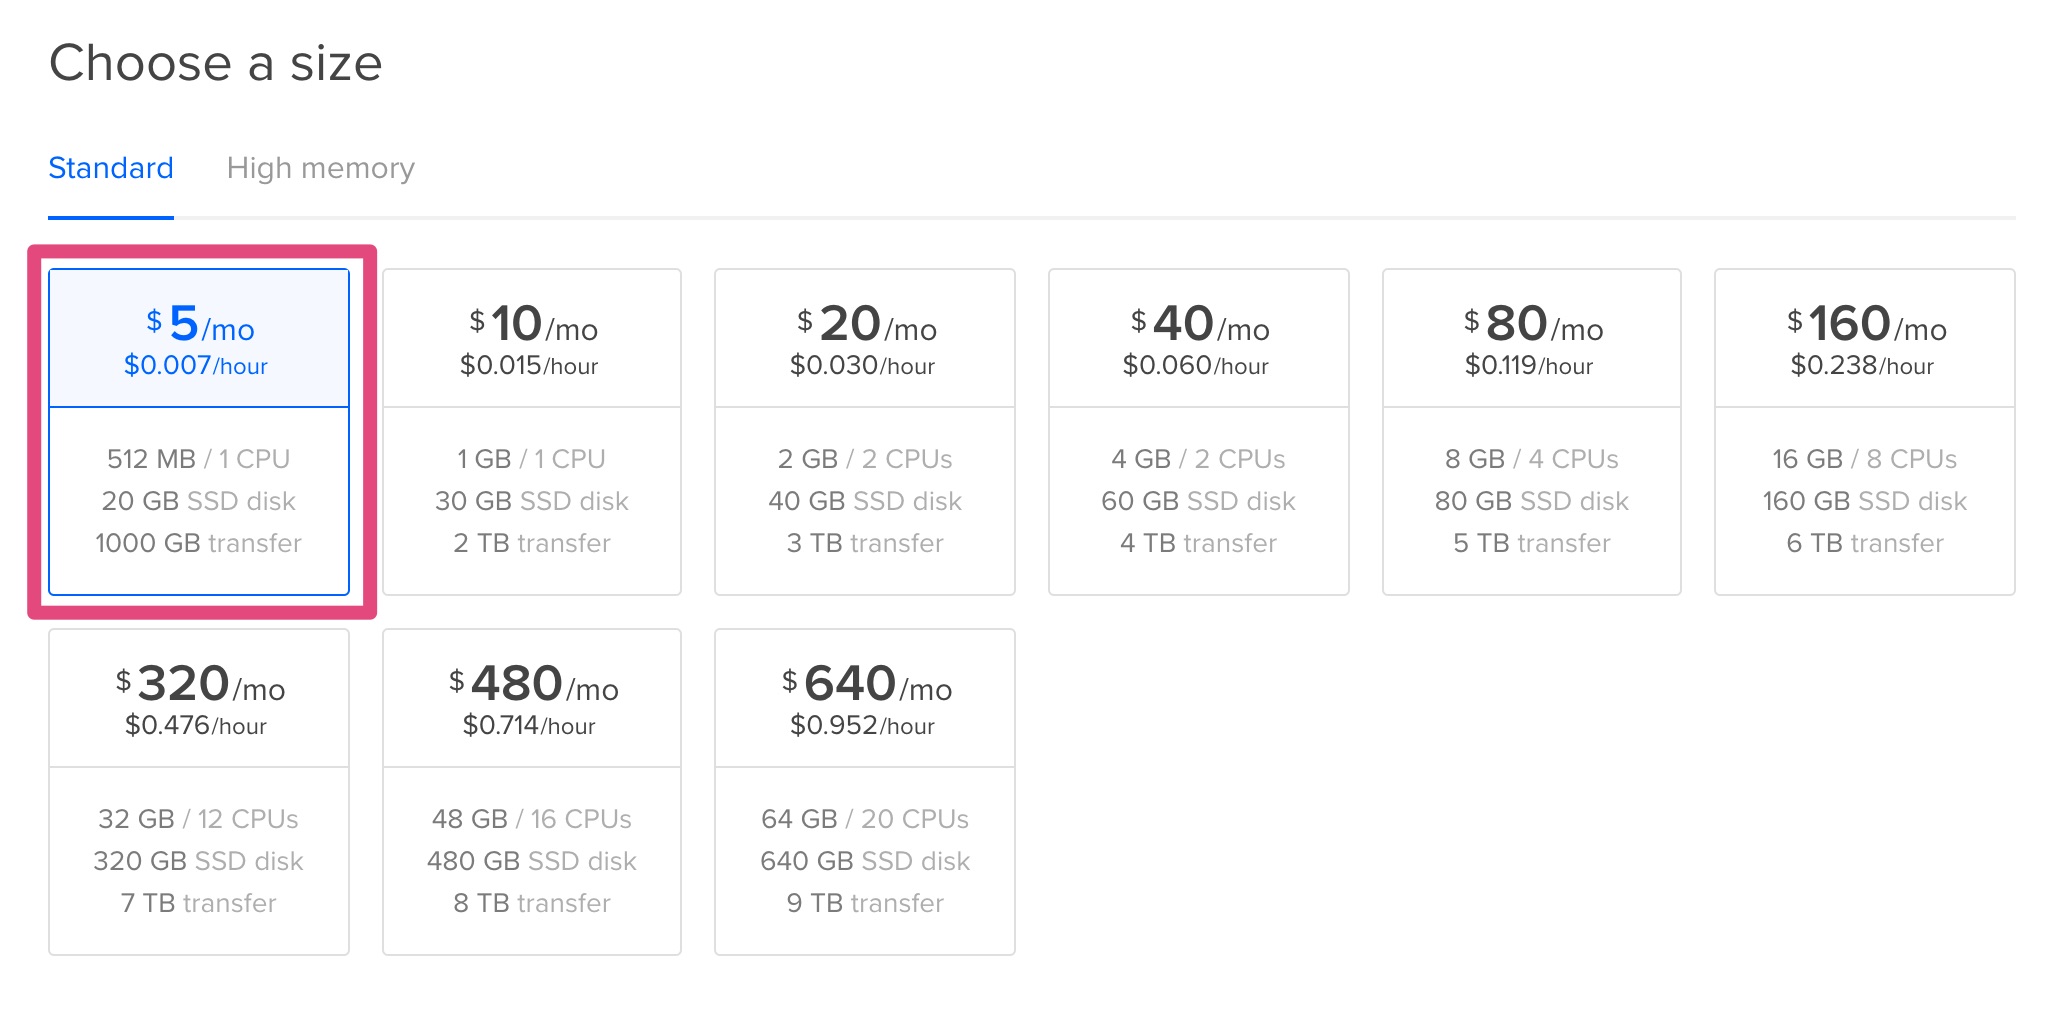 Choose a size
Standard High memory
$5/mo
$0.007/hour
512 MB / 1 CPU
20 GB SSD disk
1000 GB transfer
$10/mo
$0.015/hour
1 GB / 1 CPU
30 GB SSD disk
2 TB transfer
$20/mo
$0.030/hour
2 GB / 2 CPUs
40 GB SSD disk
3 TB transfer
$40/mo
$0.060/hour
4 GB / 2 CPUs
60 GB SSD disk
4 TB transfer
$80/mo
$0.119/hour
8 GB / 4 CPUs
80 GB SSD disk
5 TB transfer
$160/mo
$0.238/hour
16 GB / 8 CPUs
160 GB SSD disk
6 TB transfer
$320/mo
$0.476/hour
32 GB / 12 CPUs
320 GB SSD disk
7 TB transfer
$480/mo
$0.714/hour
48 GB / 16 CPUs
480 GB SSD disk
8 TB transfer
$640/mo
$0.952/hour
64 GB / 20 CPUs
640 GB SSD disk
9 TB transfer